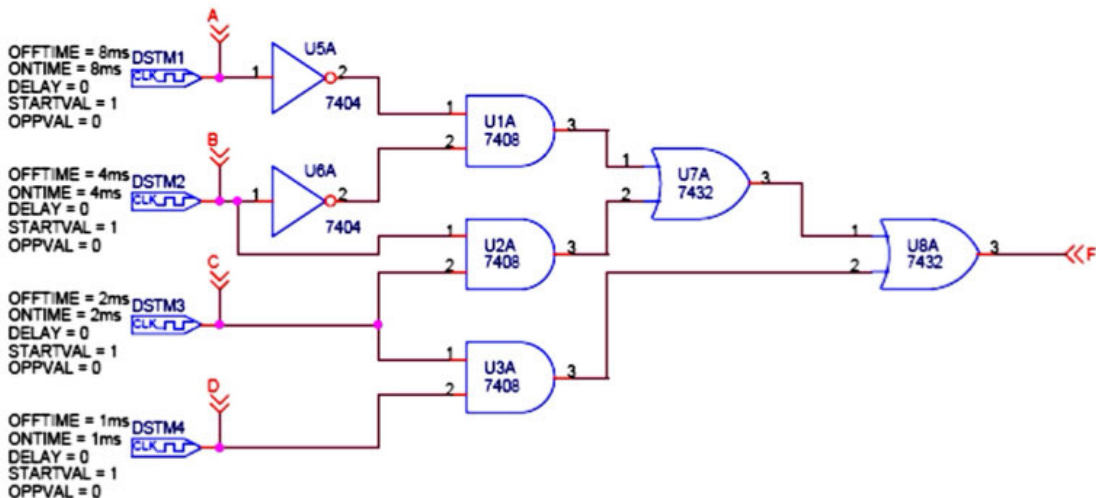 A
OFFTIME = 8ms DSTM1
ONTIME = 8ms CLK
DELAY = 0
STARTVAL = 1
OPPVAL = 0
U5A
1 2
7404
B
OFFTIME = 4ms DSTM2
ONTIME = 4ms CLK
DELAY = 0
STARTVAL = 1
OPPVAL = 0
U6A
1 2
7404
1
2
U1A
7408
3
1
2
U7A
7432
3
1
2
U2A
7408
3
1
2
U8A
7432
3
F
C
OFFTIME = 2ms DSTM3
ONTIME = 2ms CLK
DELAY = 0
STARTVAL = 1
OPPVAL = 0
1
2
U3A
7408
3
D
OFFTIME = 1ms DSTM4
ONTIME = 1ms CLK
DELAY = 0
STARTVAL = 1
OPPVAL = 0